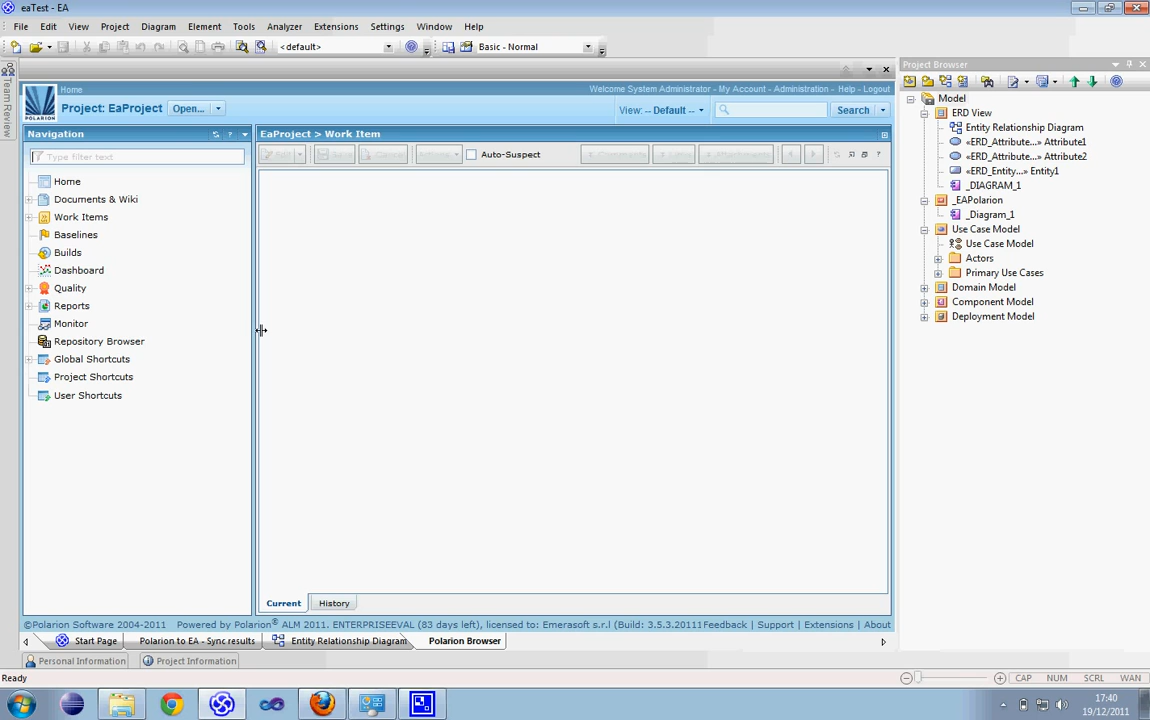 eaTest - EA
File Edit View Project Diagram Element Tools Analyzer Extensions Settings Window Help
<default> Basic - Normal
Team Review
Home Welcome System Administrator - My Account - Administration - Help - Logout
POLARION Project: EaProject Open... View: -- Default -- Search
Navigation
Type filter text
Home
Documents & Wiki
Work Items
Baselines
Builds
Dashboard
Quality
Reports
Monitor
Repository Browser
Global Shortcuts
Project Shortcuts
User Shortcuts
EaProject > Work Item
Auto-Suspect
Current History
©Polarion Software 2004-2011 Powered by Polarion® ALM 2011. ENTERPRISEEVAL (83 days left), licensed to: Emerasoft s.r.l (Build: 3.5.3.20111 Feedback | Support | Extensions | About
Start Page Polarion to EA - Sync results Entity Relationship Diagram Polarion Browser
Personal Information Project Information
Project Browser
Model
ERD View
Entity Relationship Diagram
«ERD_Attribute...» Attribute1
«ERD_Attribute...» Attribute2
«ERD_Entity...» Entity1
_DIAGRAM_1
_EAPolarion
_Diagram_1
Use Case Model
Use Case Model
Actors
Primary Use Cases
Domain Model
Component Model
Deployment Model
Ready CAP NUM SCRL WAN
17:40
19/12/2011